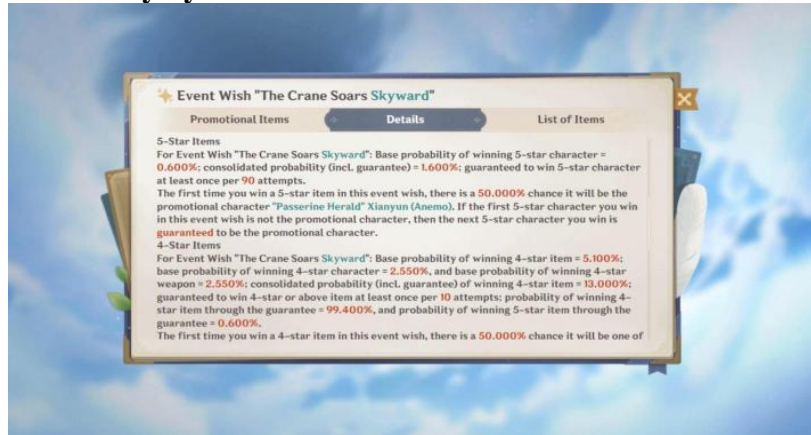 Event Wish "The Crane Soars Skyward"
Promotional Items
Details
List of Items
5-Star Items
For Event Wish "The Crane Soars Skyward": Base probability of winning 5-star character =
0.600%; consolidated probability (incl. guarantee) = 1.600%; guaranteed to win 5-star character
at least once per 90 attempts.
The first time you win a 5-star item in this event wish, there is a 50.000% chance it will be the
promotional character "Passerine Herald" Xianyun (Anemo). If the first 5-star character you win
in this event wish is not the promotional character, then the next 5-star character you win is
guaranteed to be the promotional character.
4-Star Items
For Event Wish "The Crane Soars Skyward": Base probability of winning 4-star item = 5.100%;
base probability of winning 4-star character = 2.550%, and base probability of winning 4-star
weapon = 2.550%; consolidated probability (incl. guarantee) of winning 4-star item = 13.000%;
guaranteed to win 4-star or above item at least once per 10 attempts; probability of winning 4-
star item through the guarantee = 99.400%, and probability of winning 5-star item through the
guarantee = 0.600%.
The first time you win a 4-star item in this event wish, there is a 50.000% chance it will be one of